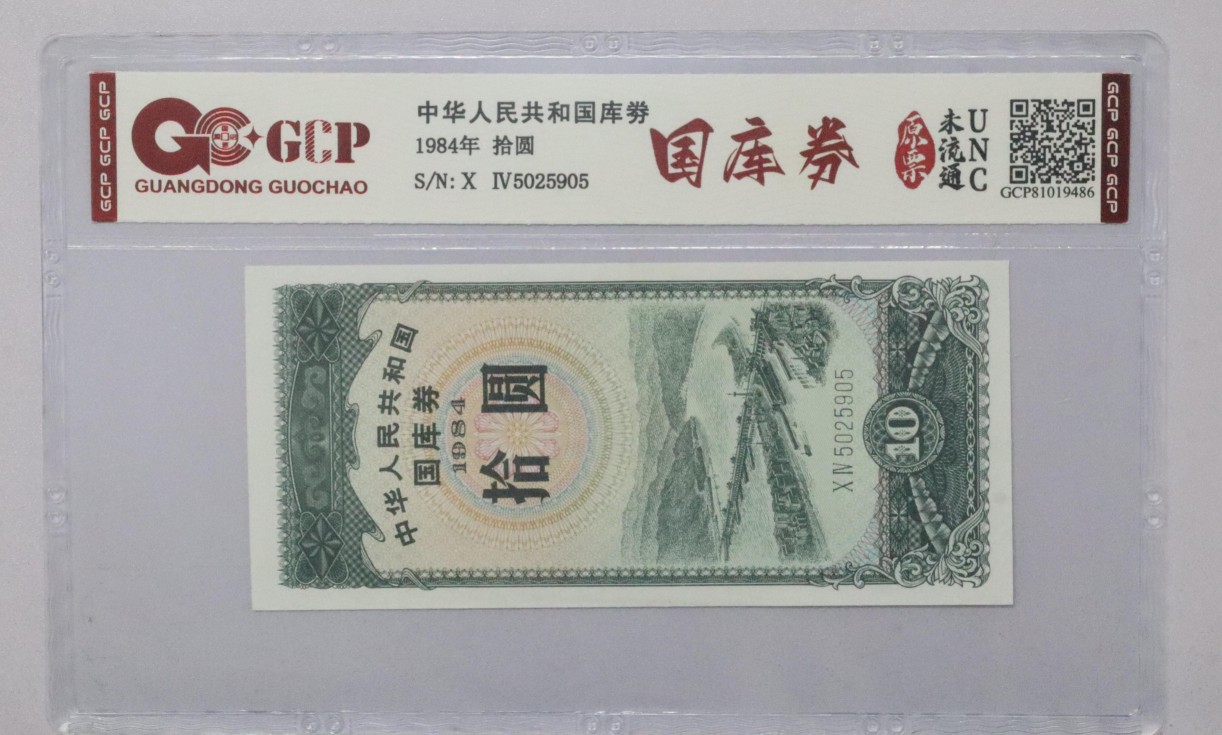 GCP GCP GCP
GCP
GUANGDONG GUOCHAO
中华人民共和国库券
1984年 拾圆
S/N: X Ⅳ5025905
国库券
原票
未流通
UNC
GCP81019486
GCP GCP GCP
中华人民共和国
国库券
1984
拾圆
XⅣ5025905
10